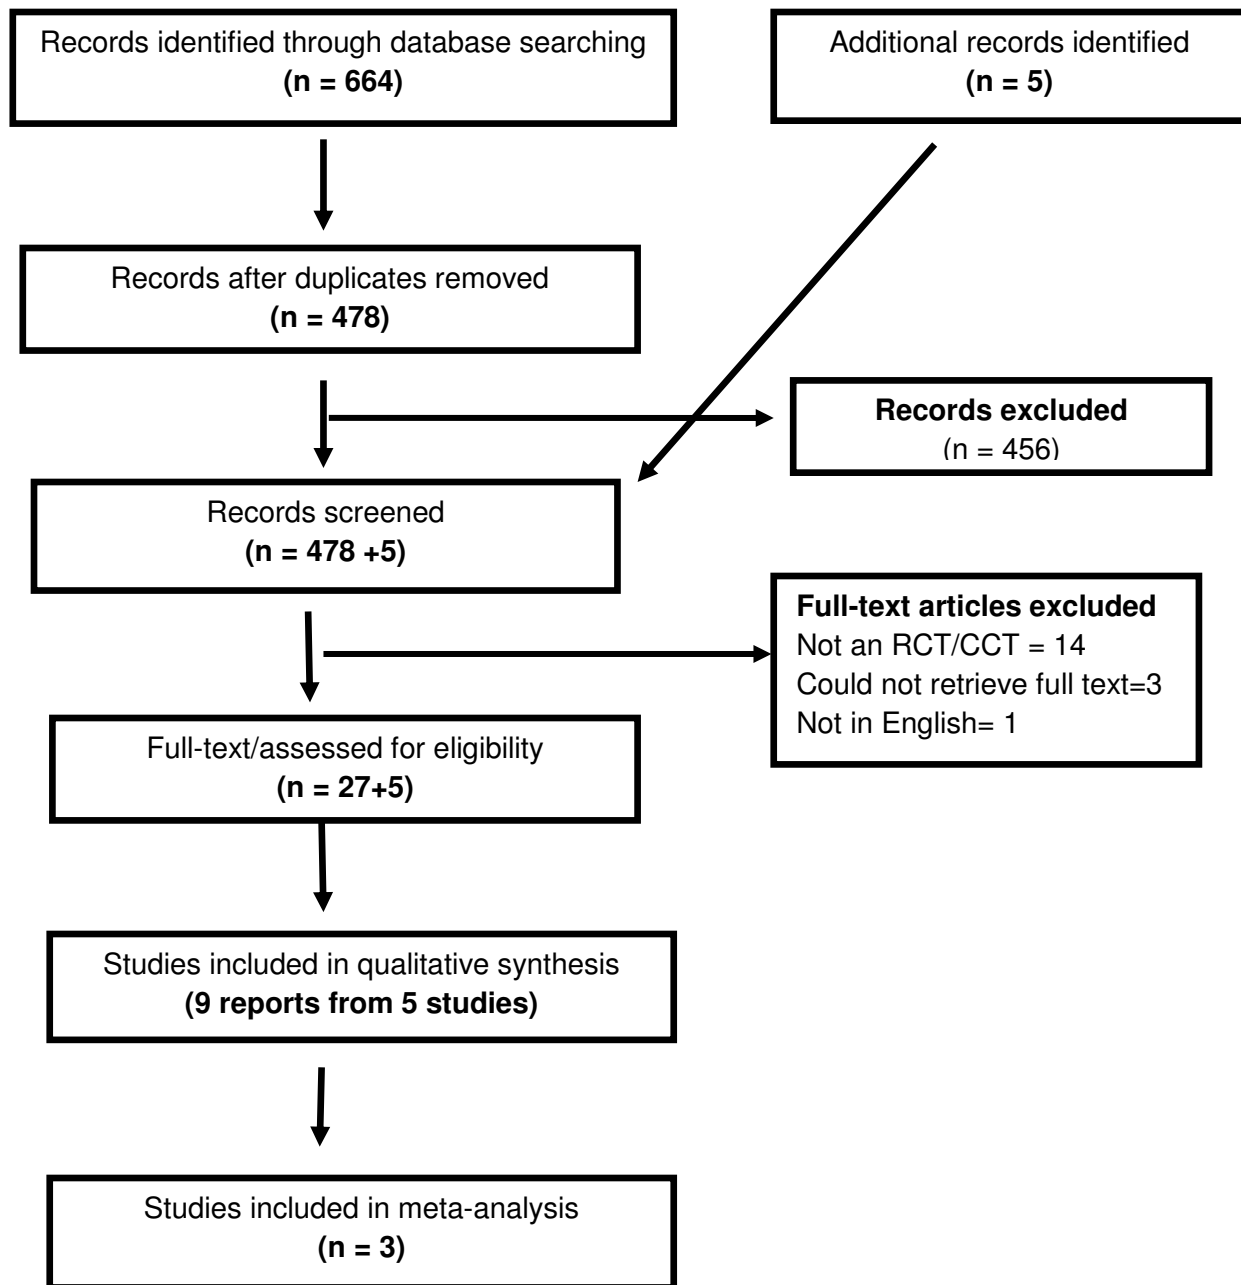 Records identified through database searching
(n = 664)
Additional records identified
(n = 5)
Records after duplicates removed
(n = 478)
Records excluded
(n = 456)
Records screened
(n = 478 +5)
Full-text articles excluded
Not an RCT/CCT = 14
Could not retrieve full text=3
Not in English= 1
Full-text/assessed for eligibility
(n = 27+5)
Studies included in qualitative synthesis
(9 reports from 5 studies)
Studies included in meta-analysis
(n = 3)